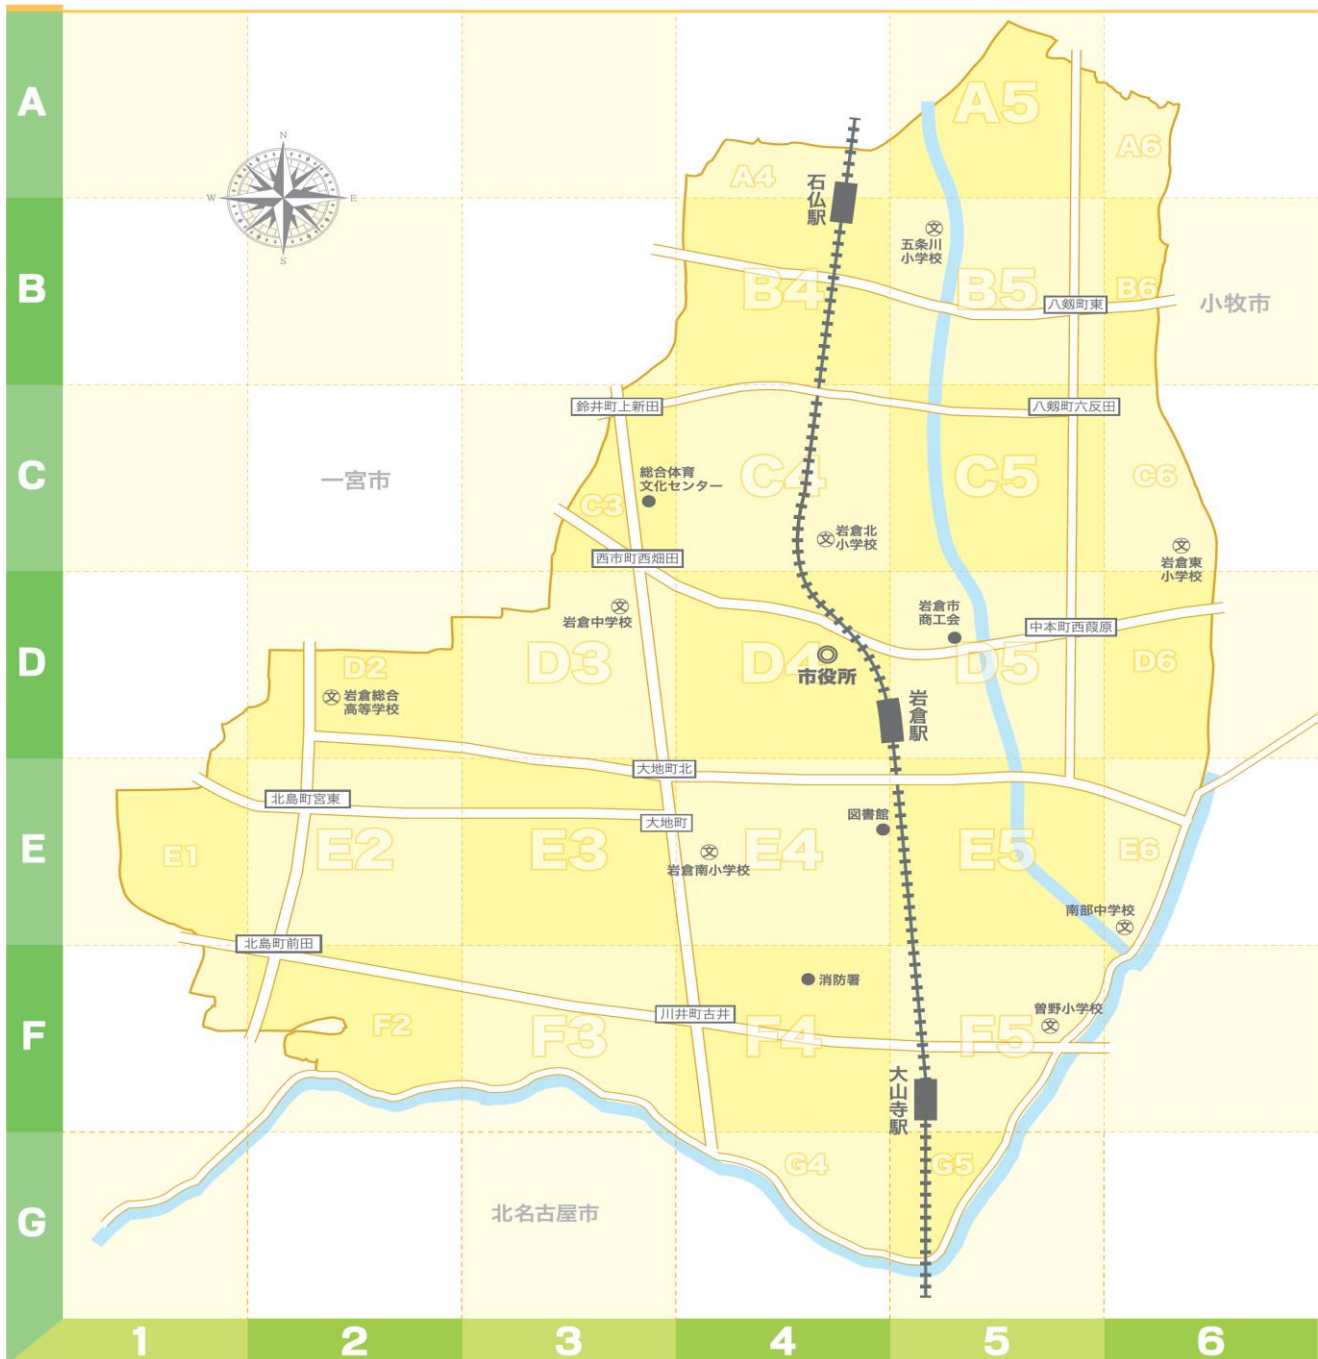 A
A5
A6
N
A4
W
E
石仏駅
S
五条川
小学校
B
B4
B5
B6
八剱町東
小牧市
鈴井町上新田
八剱町六反田
C
一宮市
総合体育
文化センター
C3
C4
C5
C6
岩倉北
小学校
西市町西畑田
岩倉東
小学校
岩倉中学校
岩倉市
商工会
中本町西葭原
D
D2
D3
D4
D5
D6
市役所
岩倉総合
高等学校
岩倉駅
大地町北
北島町宮東
大地町
図書館
E
E1
E2
E3
E4
E5
E6
岩倉南小学校
南部中学校
北島町前田
消防署
F
F2
F3
川井町古井
F4
F5
曽野小学校
大山寺駅
G
G4
G5
北名古屋市
1
2
3
4
5
6
文
文
文
文
文
文
文
文